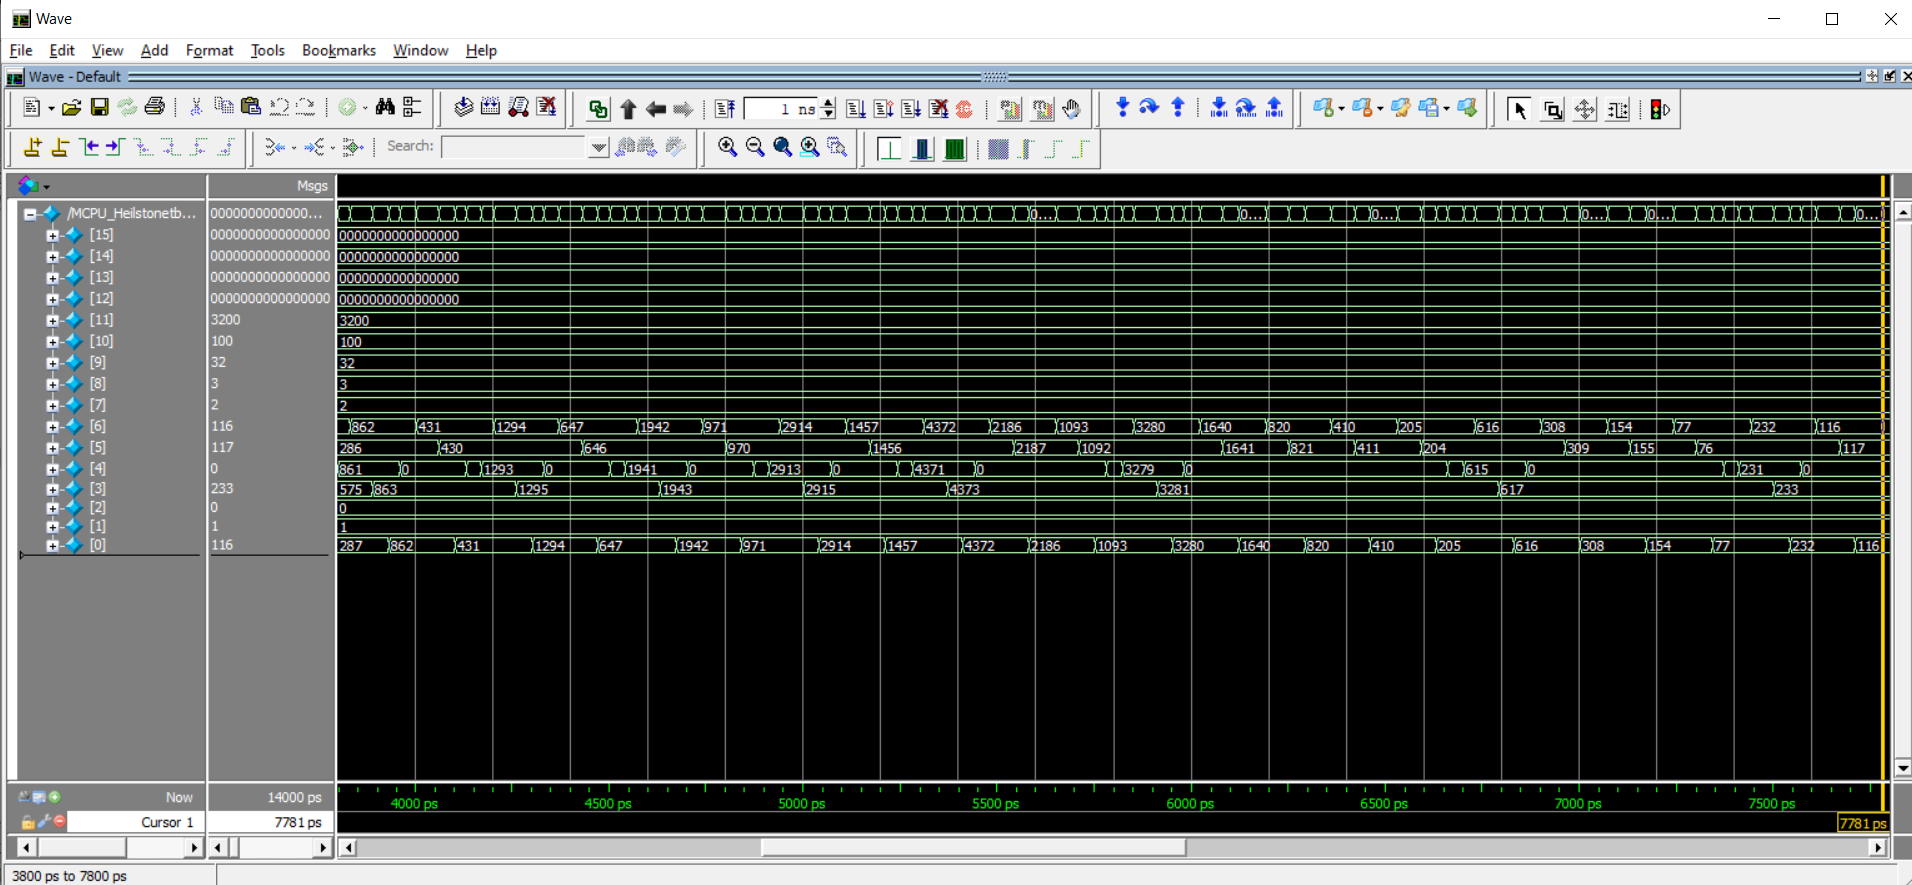 Wave
File Edit View Add Format Tools Bookmarks Window Help
Wave - Default
1 ns
Search:
Msgs
/MCPU_Heilstonetb... 0000000000000... 0... 0... 0... 0... 0... 0...
[15] 0000000000000000 0000000000000000
[14] 0000000000000000 0000000000000000
[13] 0000000000000000 0000000000000000
[12] 0000000000000000 0000000000000000
[11] 3200 3200
[10] 100 100
[9] 32 32
[8] 3 3
[7] 2 2
[6] 116 862 431 1294 647 1942 971 2914 1457 4372 2186 1093 3280 1640 820 410 205 616 308 154 77 232 116
[5] 117 286 430 646 970 1456 2187 1092 1641 821 411 204 309 155 76 117
[4] 0 861 0 1293 0 1941 0 2913 0 4371 0 3279 0 615 0 231 0
[3] 233 575 863 1295 1943 2915 4373 3281 617 233
[2] 0 0
[1] 1 1
[0] 116 287 862 431 1294 647 1942 971 2914 1457 4372 2186 1093 3280 1640 820 410 205 616 308 154 77 232 116
Now 14000 ps
4000 ps 4500 ps 5000 ps 5500 ps 6000 ps 6500 ps 7000 ps 7500 ps
Cursor 1 7781 ps 7781 ps
3800 ps to 7800 ps